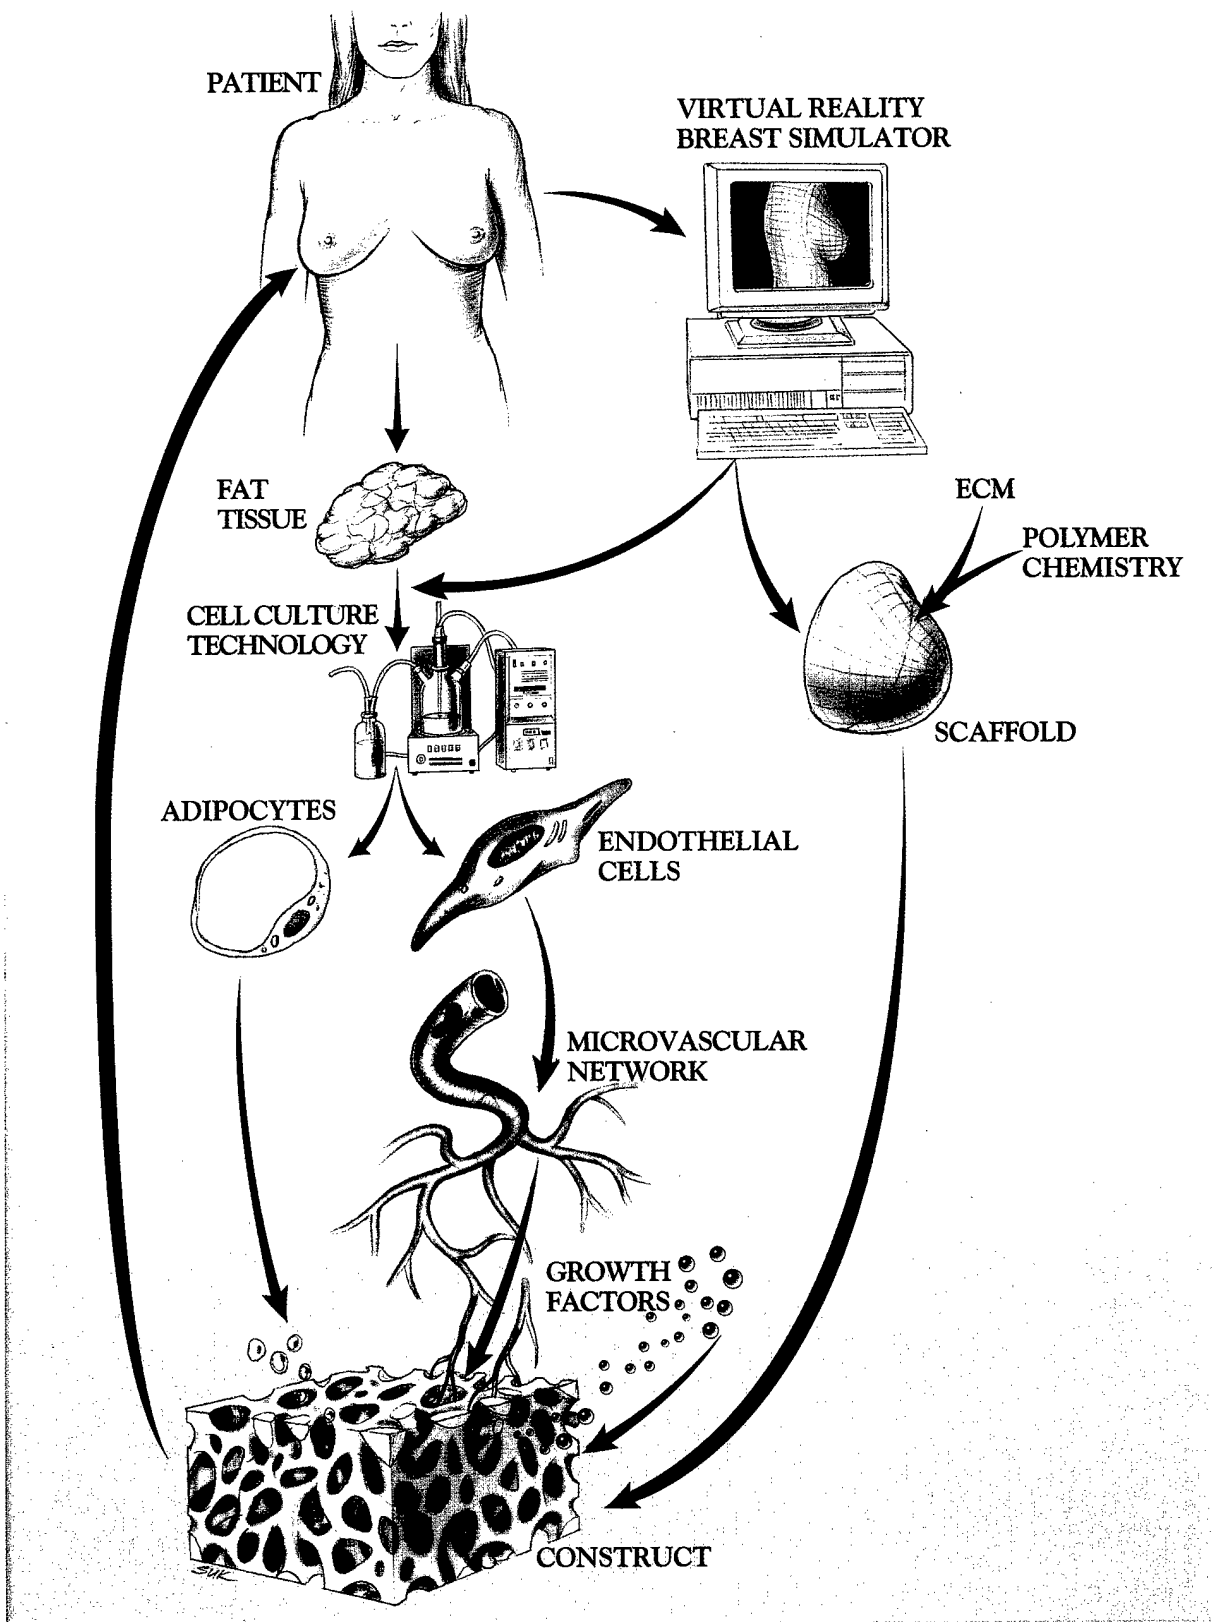 PATIENT
VIRTUAL REALITY
BREAST SIMULATOR
FAT
TISSUE
ECM
POLYMER
CHEMISTRY
CELL CULTURE
TECHNOLOGY
SCAFFOLD
ADIPOCYTES
ENDOTHELIAL
CELLS
MICROVASCULAR
NETWORK
GROWTH
FACTORS
CONSTRUCT
SUK